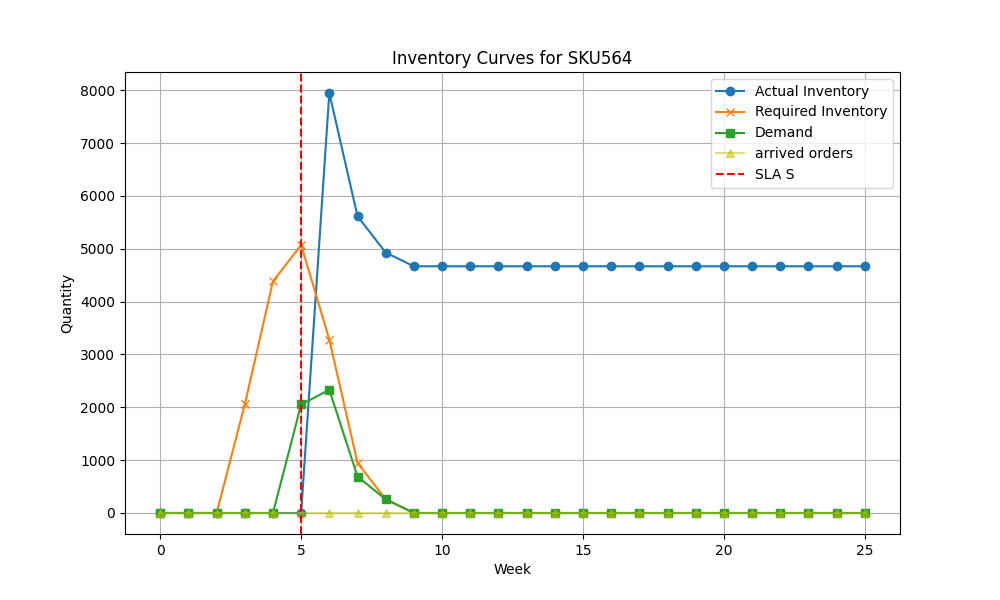 Inventory Curves for SKU564
Actual Inventory
Required Inventory
Demand
arrived orders
SLA S
Quantity
8000
7000
6000
5000
4000
3000
2000
1000
0
0 5 10 15 20 25
Week